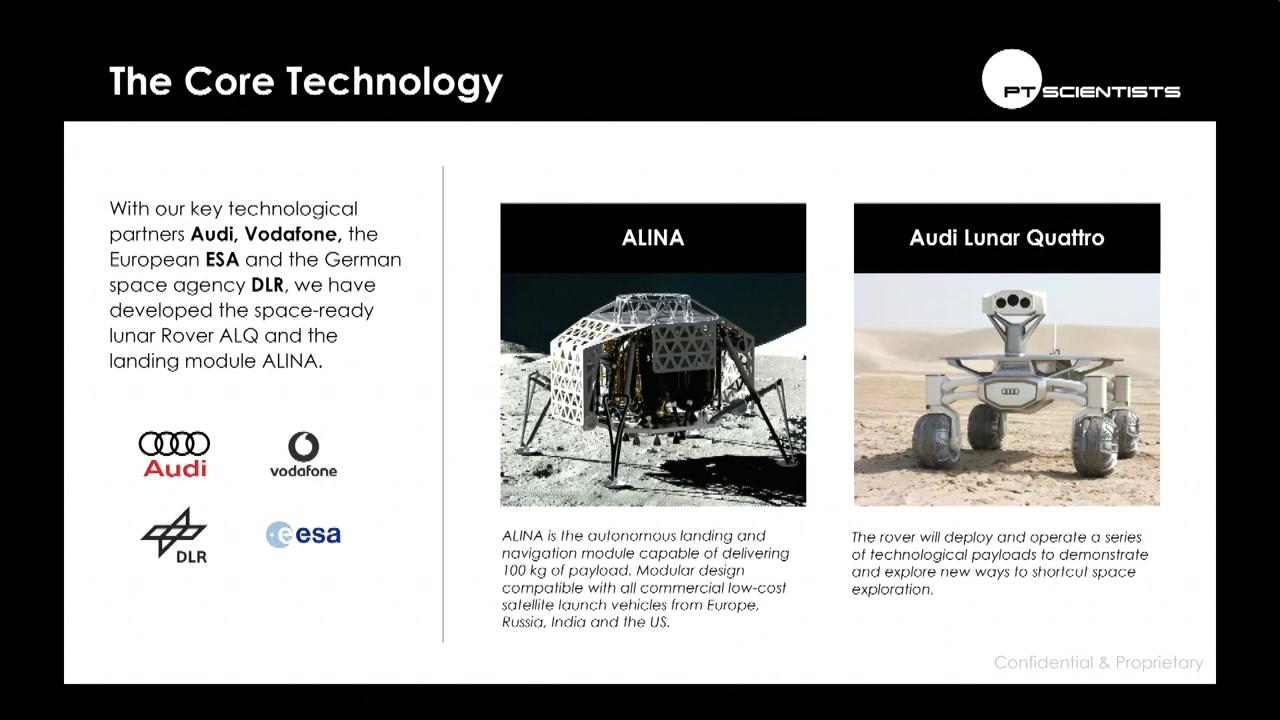 The Core Technology
PT SCIENTISTS
With our key technological
partners Audi, Vodafone, the
European ESA and the German
space agency DLR, we have
developed the space-ready
lunar Rover ALQ and the
landing module ALINA.
Audi
vodafone
DLR
esa
ALINA
Audi Lunar Quattro
ALINA is the autonomous landing and
navigation module capable of delivering
100 kg of payload. Modular design
compatible with all commercial low-cost
satellite launch vehicles from Europe,
Russia, India and the US.
The rover will deploy and operate a series
of technological payloads to demonstrate
and explore new ways to shortcut space
exploration.
Confidential & Proprietary